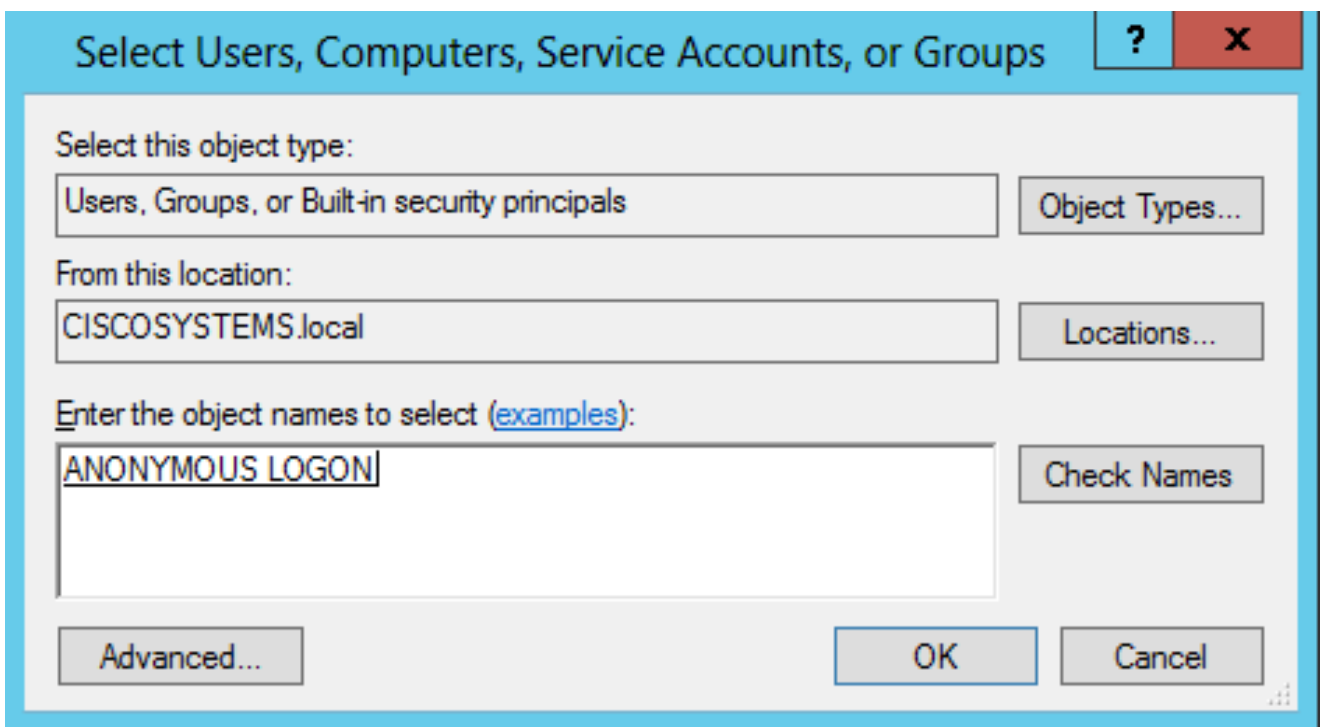 Select Users, Computers, Service Accounts, or Groups
? x
Select this object type:
Users, Groups, or Built-in security principals
Object Types...
From this location:
CISCOSYSTEMS.local
Locations...
Enter the object names to select (examples):
ANONYMOUS LOGON
Check Names
Advanced...
OK
Cancel